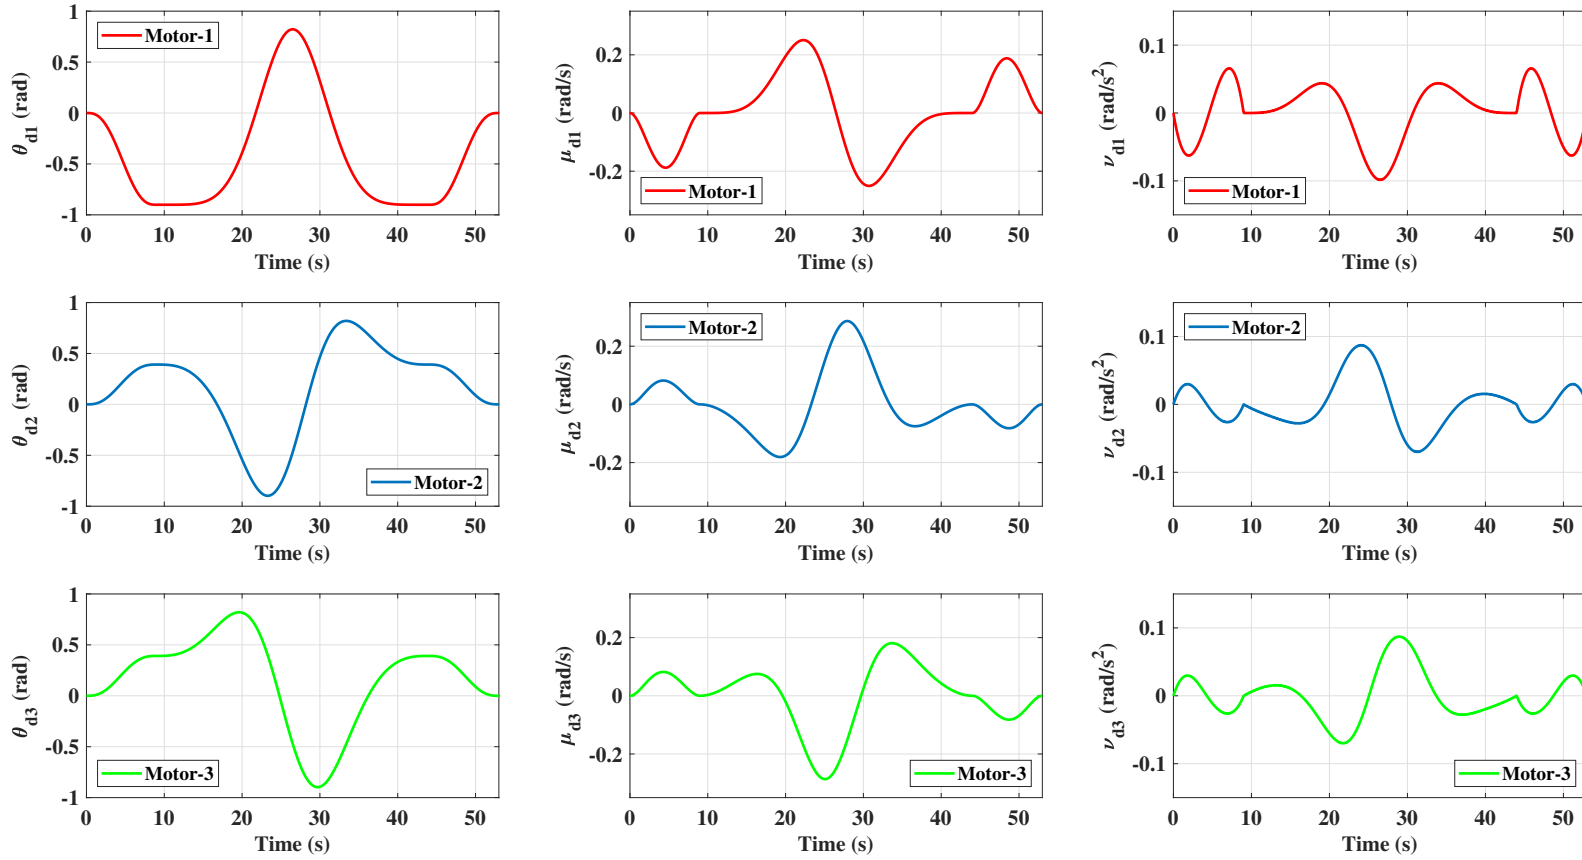 1
0.5
0
-0.5
-1
θd1 (rad)
Motor-1
0 10 20 30 40 50
Time (s)
0.2
0
-0.2
μd1 (rad/s)
Motor-1
0 10 20 30 40 50
Time (s)
0.1
0
-0.1
νd1 (rad/s²)
Motor-1
0 10 20 30 40 50
Time (s)
1
0.5
0
-0.5
-1
θd2 (rad)
Motor-2
0 10 20 30 40 50
Time (s)
0.2
0
-0.2
μd2 (rad/s)
Motor-2
0 10 20 30 40 50
Time (s)
0.1
0
-0.1
νd2 (rad/s²)
Motor-2
0 10 20 30 40 50
Time (s)
1
0.5
0
-0.5
-1
θd3 (rad)
Motor-3
0 10 20 30 40 50
Time (s)
0.2
0
-0.2
μd3 (rad/s)
Motor-3
0 10 20 30 40 50
Time (s)
0.1
0
-0.1
νd3 (rad/s²)
Motor-3
0 10 20 30 40 50
Time (s)